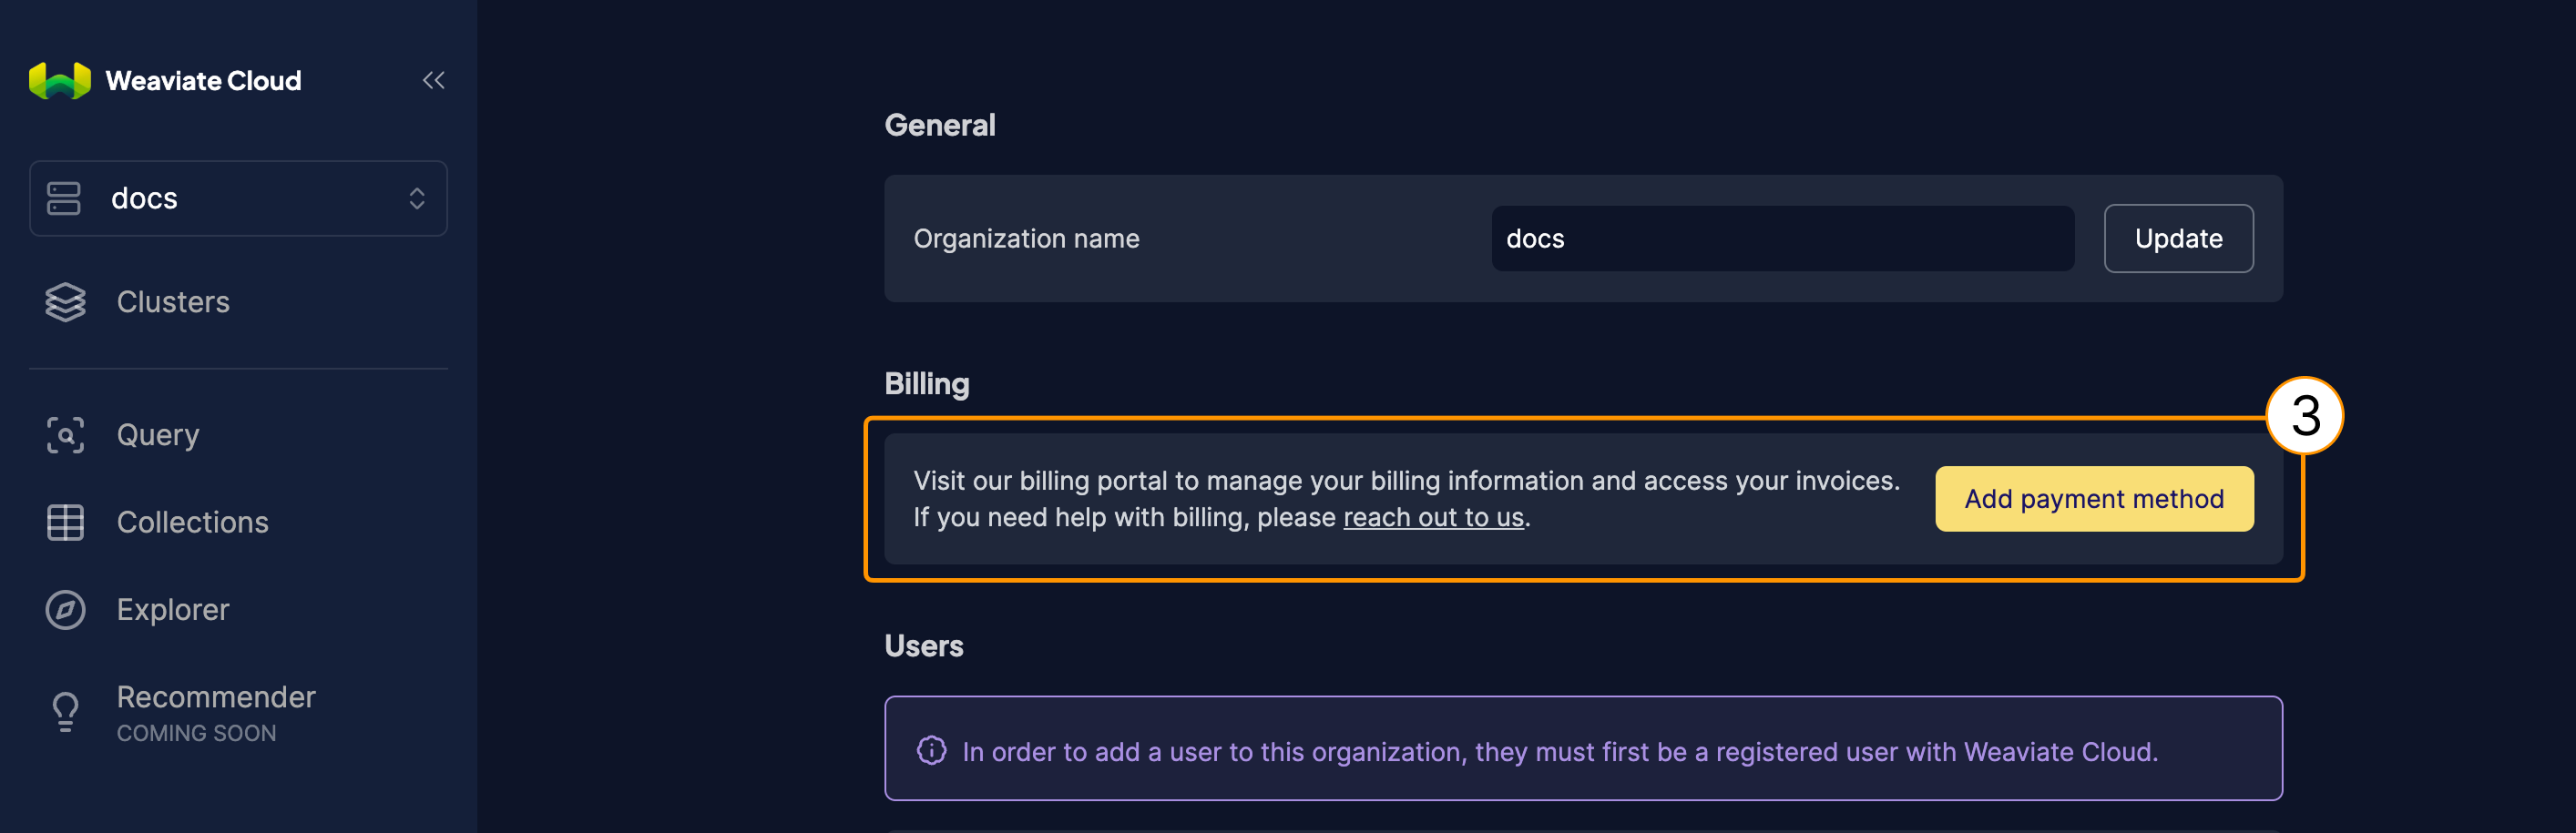 Weaviate Cloud
docs
Clusters
Query
Collections
Explorer
Recommender
COMING SOON
General
Organization name
docs
Update
Billing
3
Visit our billing portal to manage your billing information and access your invoices.
If you need help with billing, please reach out to us.
Add payment method
Users
In order to add a user to this organization, they must first be a registered user with Weaviate Cloud.